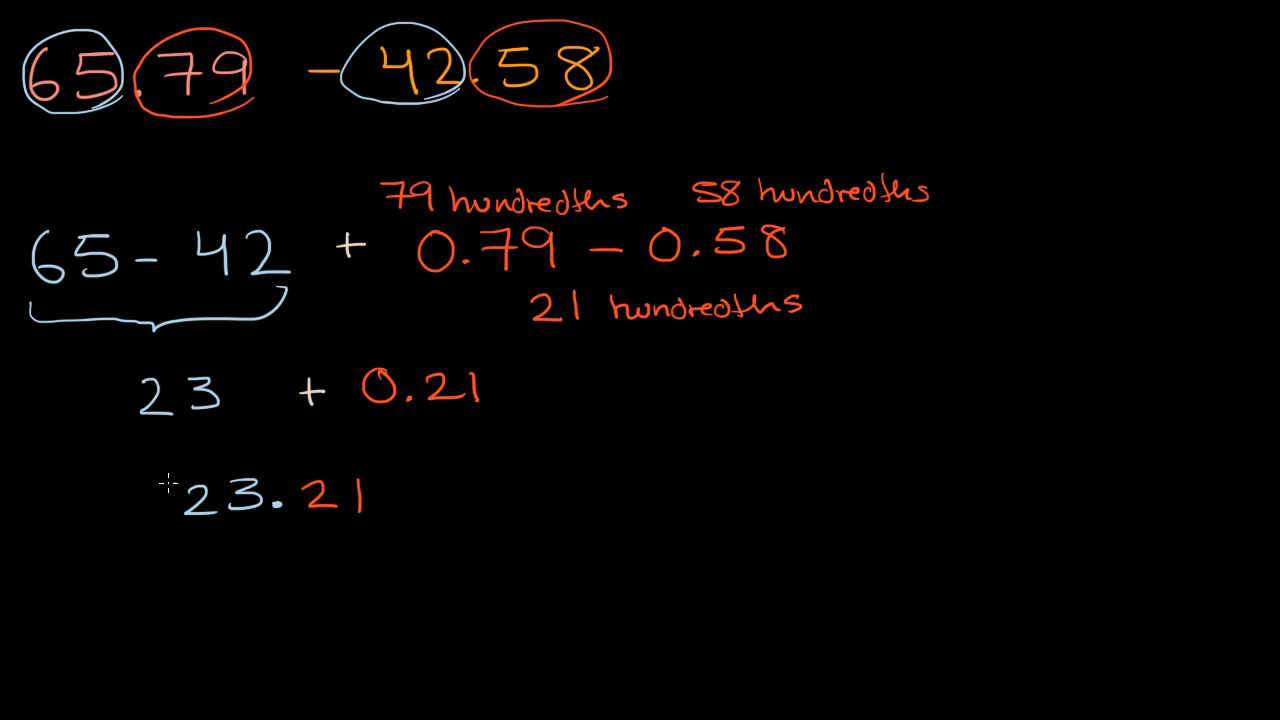 65.79 - 42.58
79 hundredths 58 hundredths
65 - 42 + 0.79 - 0.58
21 hundredths
23 + 0.21
23.21